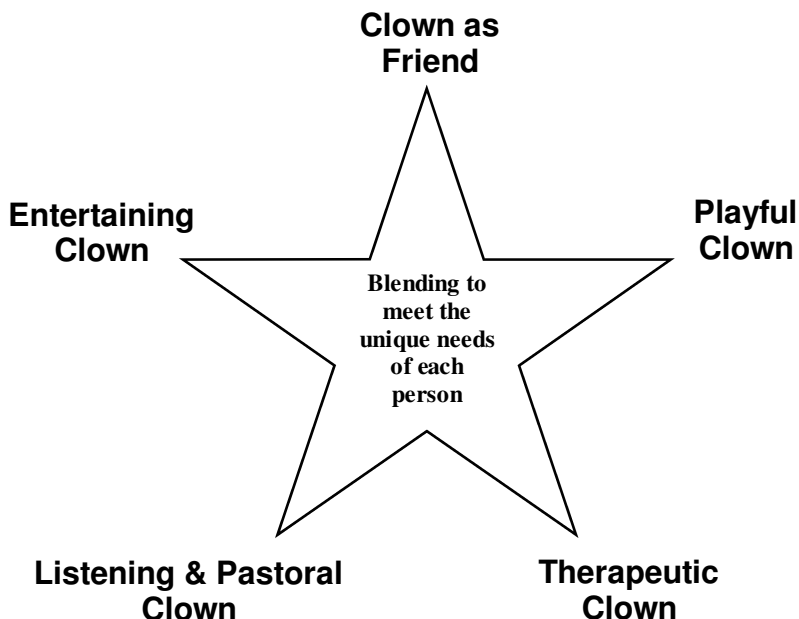 Clown as
Friend
Entertaining
Clown
Playful
Clown
Blending to
meet the
unique needs
of each
person
Listening & Pastoral
Clown
Therapeutic
Clown